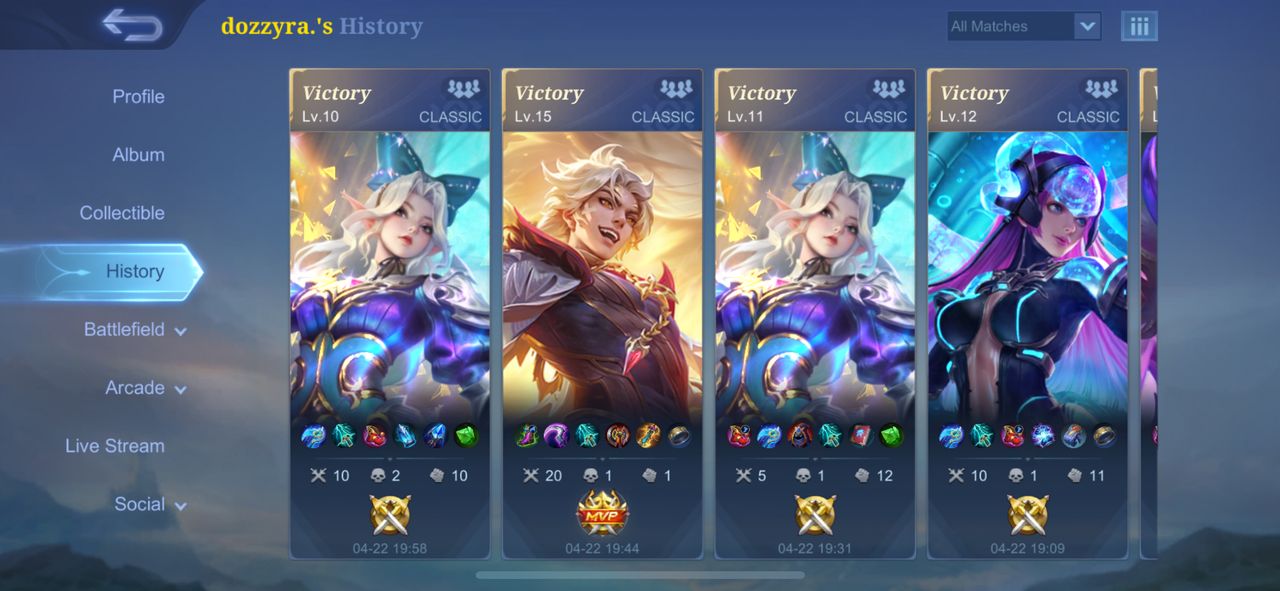 dozzyra.'s History
All Matches
Profile
Album
Collectible
History
Battlefield
Arcade
Live Stream
Social
Victory
Lv.10 CLASSIC
10 2 10
04-22 19:58
Victory
Lv.15 CLASSIC
20 1 1
MVP
04-22 19:44
Victory
Lv.11 CLASSIC
5 1 12
04-22 19:31
Victory
Lv.12 CLASSIC
10 1 11
04-22 19:09